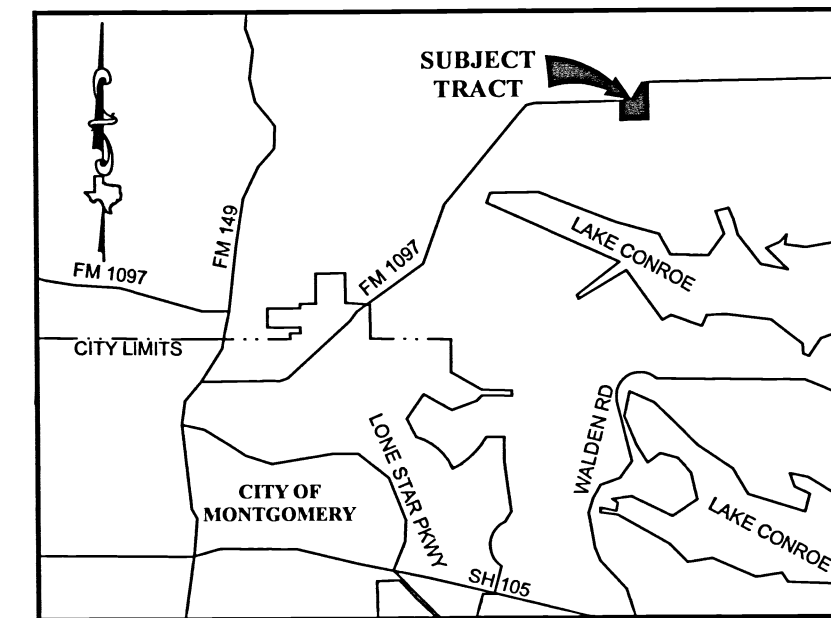 SUBJECT
TRACT
FM 149
LAKE CONROE
FM 1097
FM 1097
CITY LIMITS
WALDEN RD
LONE STAR PKWY
CITY OF
MONTGOMERY
LAKE CONROE
SH 105